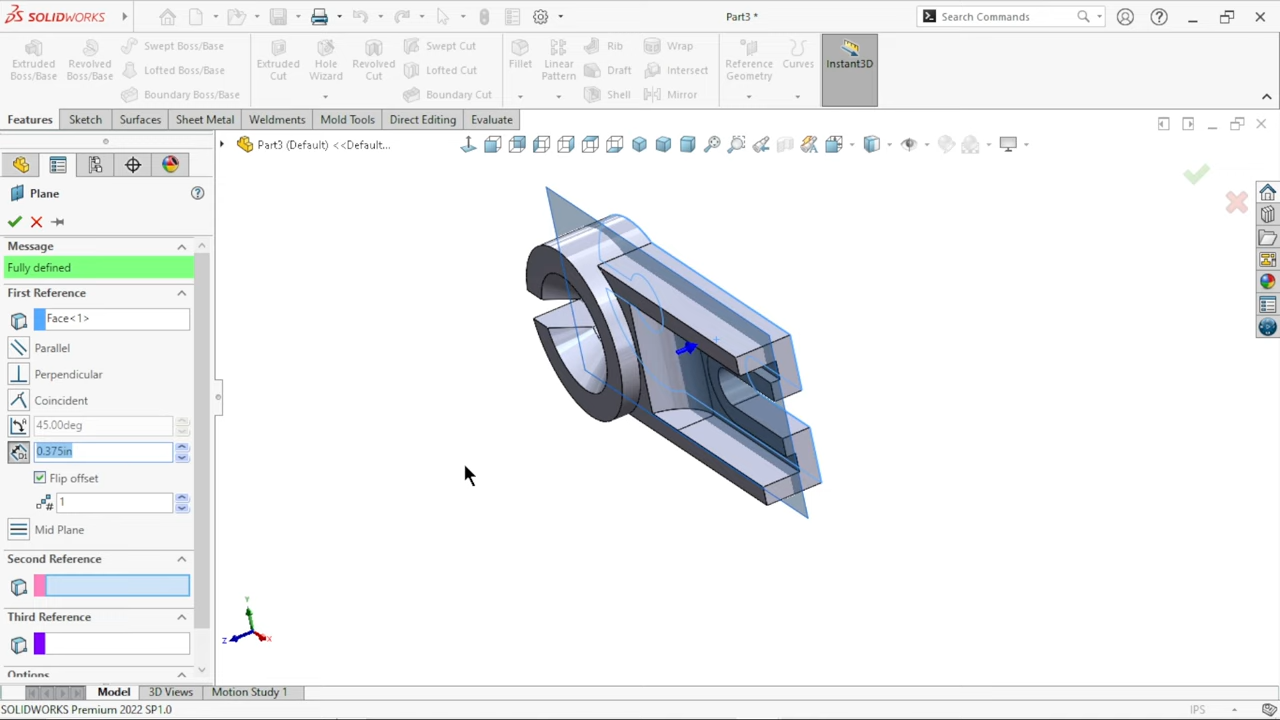 SOLIDWORKS
Part3 *
Search Commands
Extruded Boss/Base
Revolved Boss/Base
Swept Boss/Base
Lofted Boss/Base
Boundary Boss/Base
Extruded Cut
Hole Wizard
Revolved Cut
Swept Cut
Lofted Cut
Boundary Cut
Fillet
Linear Pattern
Rib
Draft
Shell
Wrap
Intersect
Mirror
Reference Geometry
Curves
Instant3D
Features
Sketch
Surfaces
Sheet Metal
Weldments
Mold Tools
Direct Editing
Evaluate
Part3 (Default) <<Default...
Plane
Message
Fully defined
First Reference
Face<1>
Parallel
Perpendicular
Coincident
45.00deg
0.375in
Flip offset
1
Mid Plane
Second Reference
Third Reference
Options
Y
Z
X
Model
3D Views
Motion Study 1
SOLIDWORKS Premium 2022 SP1.0
IPS